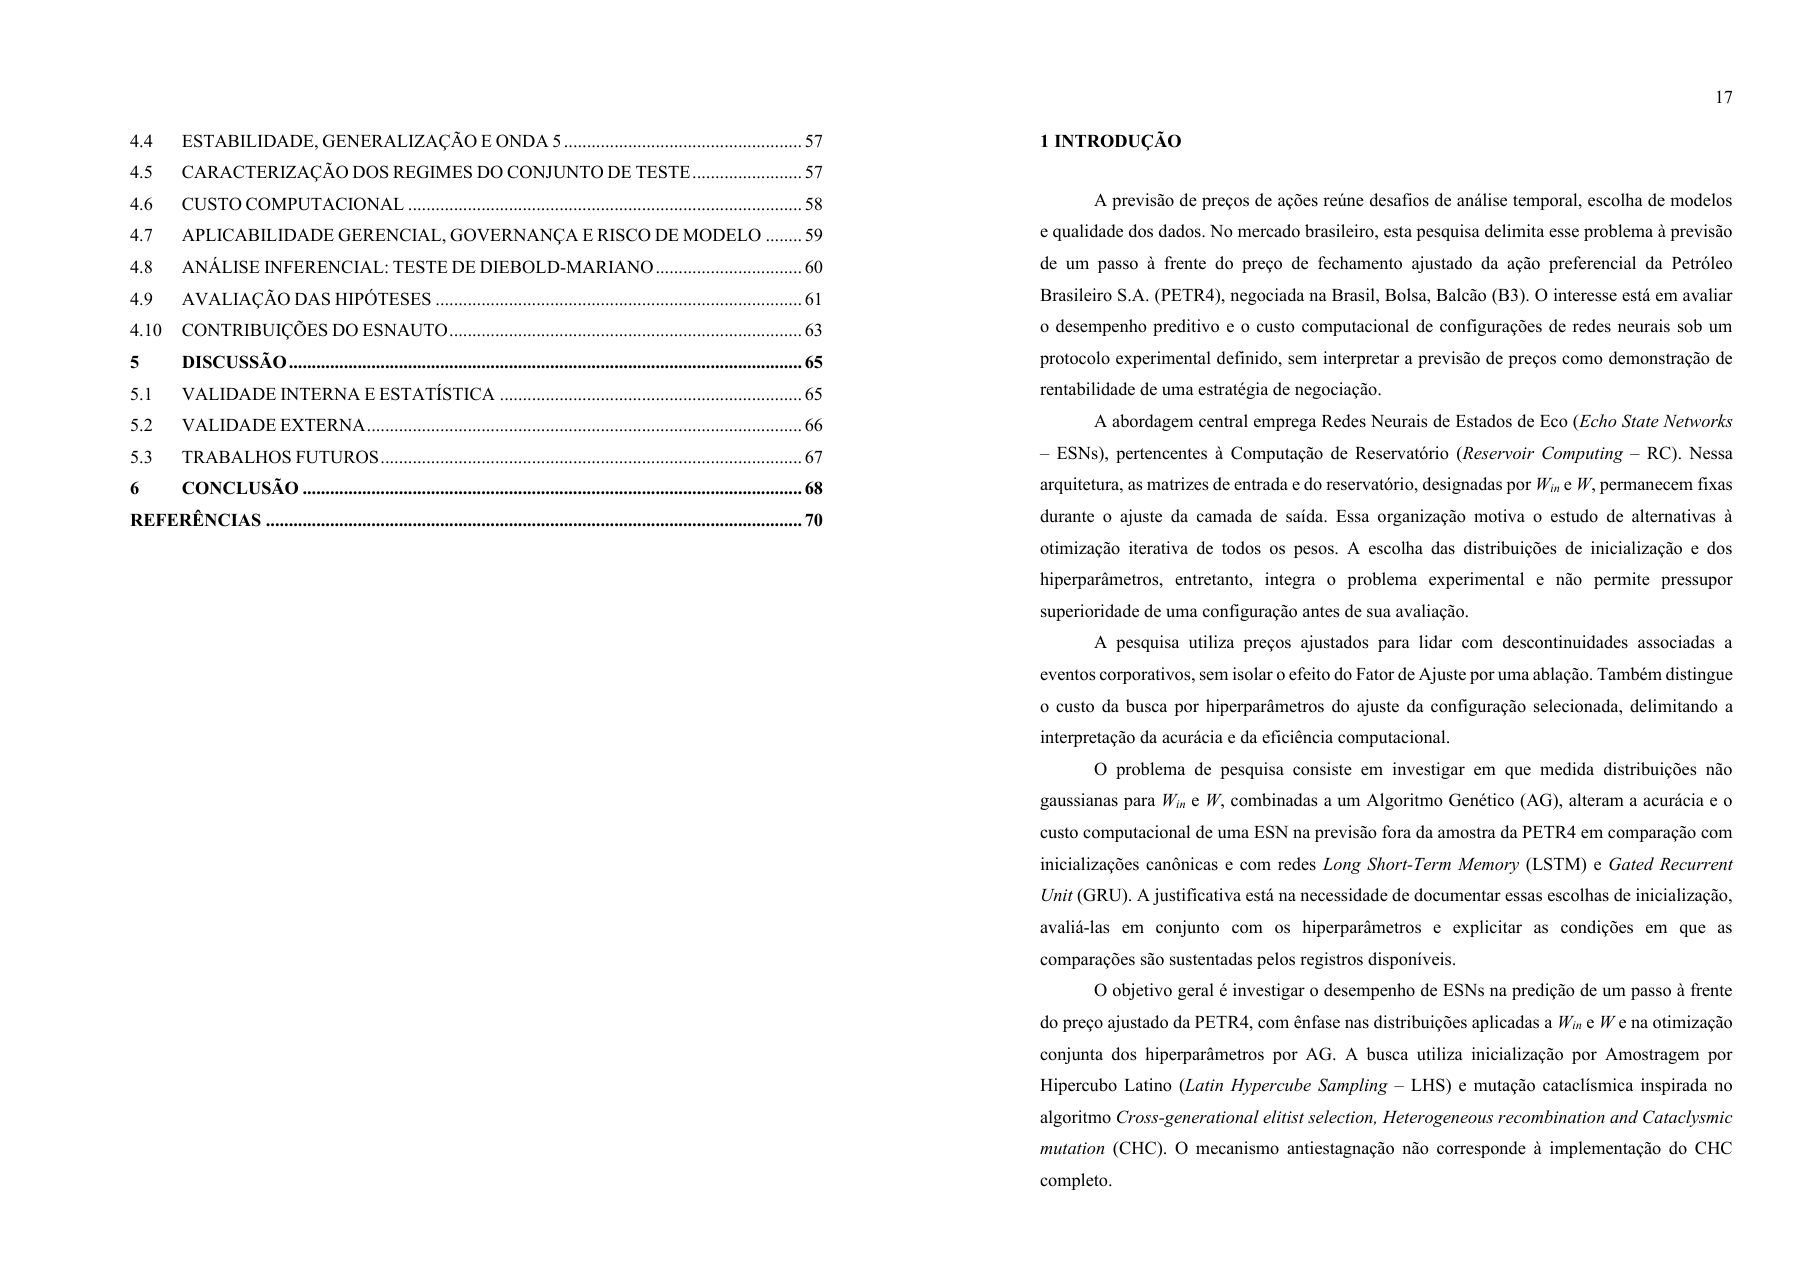 4.4 ESTABILIDADE, GENERALIZAÇÃO E ONDA 5 .................................................... 57
4.5 CARACTERIZAÇÃO DOS REGIMES DO CONJUNTO DE TESTE ........................ 57
4.6 CUSTO COMPUTACIONAL ...................................................................................... 58
4.7 APLICABILIDADE GERENCIAL, GOVERNANÇA E RISCO DE MODELO ........ 59
4.8 ANÁLISE INFERENCIAL: TESTE DE DIEBOLD-MARIANO ................................ 60
4.9 AVALIAÇÃO DAS HIPÓTESES ................................................................................ 61
4.10 CONTRIBUIÇÕES DO ESNAUTO ............................................................................. 63
5 DISCUSSÃO ................................................................................................................ 65
5.1 VALIDADE INTERNA E ESTATÍSTICA .................................................................. 65
5.2 VALIDADE EXTERNA ............................................................................................... 66
5.3 TRABALHOS FUTUROS ............................................................................................ 67
6 CONCLUSÃO ............................................................................................................. 68
REFERÊNCIAS ..................................................................................................................... 70
17
1 INTRODUÇÃO
A previsão de preços de ações reúne desafios de análise temporal, escolha de modelos
e qualidade dos dados. No mercado brasileiro, esta pesquisa delimita esse problema à previsão
de um passo à frente do preço de fechamento ajustado da ação preferencial da Petróleo
Brasileiro S.A. (PETR4), negociada na Brasil, Bolsa, Balcão (B3). O interesse está em avaliar
o desempenho preditivo e o custo computacional de configurações de redes neurais sob um
protocolo experimental definido, sem interpretar a previsão de preços como demonstração de
rentabilidade de uma estratégia de negociação.
A abordagem central emprega Redes Neurais de Estados de Eco (Echo State Networks
– ESNs), pertencentes à Computação de Reservatório (Reservoir Computing – RC). Nessa
arquitetura, as matrizes de entrada e do reservatório, designadas por Win e W, permanecem fixas
durante o ajuste da camada de saída. Essa organização motiva o estudo de alternativas à
otimização iterativa de todos os pesos. A escolha das distribuições de inicialização e dos
hiperparâmetros, entretanto, integra o problema experimental e não permite pressupor
superioridade de uma configuração antes de sua avaliação.
A pesquisa utiliza preços ajustados para lidar com descontinuidades associadas a
eventos corporativos, sem isolar o efeito do Fator de Ajuste por uma ablação. Também distingue
o custo da busca por hiperparâmetros do ajuste da configuração selecionada, delimitando a
interpretação da acurácia e da eficiência computacional.
O problema de pesquisa consiste em investigar em que medida distribuições não
gaussianas para Win e W, combinadas a um Algoritmo Genético (AG), alteram a acurácia e o
custo computacional de uma ESN na previsão fora da amostra da PETR4 em comparação com
inicializações canônicas e com redes Long Short-Term Memory (LSTM) e Gated Recurrent
Unit (GRU). A justificativa está na necessidade de documentar essas escolhas de inicialização,
avaliá-las em conjunto com os hiperparâmetros e explicitar as condições em que as
comparações são sustentadas pelos registros disponíveis.
O objetivo geral é investigar o desempenho de ESNs na predição de um passo à frente
do preço ajustado da PETR4, com ênfase nas distribuições aplicadas a Win e W e na otimização
conjunta dos hiperparâmetros por AG. A busca utiliza inicialização por Amostragem por
Hipercubo Latino (Latin Hypercube Sampling – LHS) e mutação cataclísmica inspirada no
algoritmo Cross-generational elitist selection, Heterogeneous recombination and Cataclysmic
mutation (CHC). O mecanismo antiestagnação não corresponde à implementação do CHC
completo.